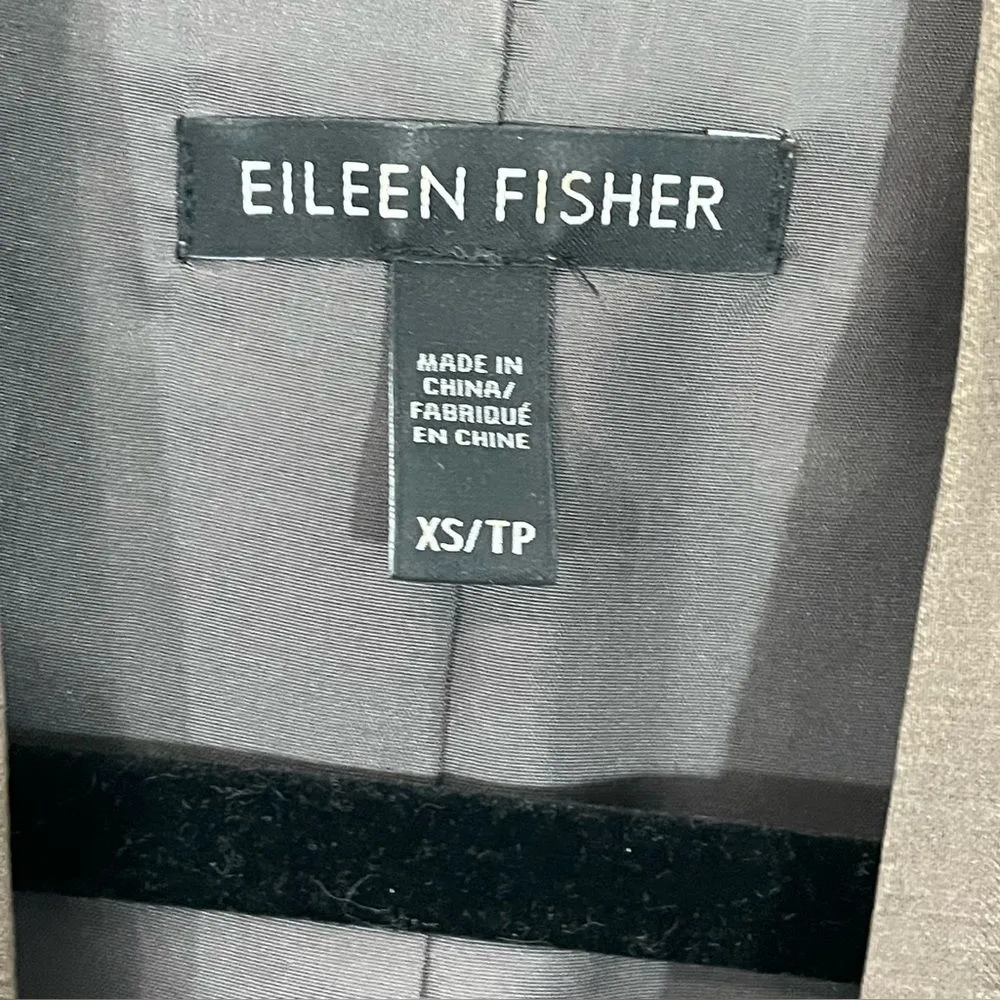 EILEEN FISHER
MADE IN
CHINA/
FABRIQUÉ
EN CHINE
XS/TP